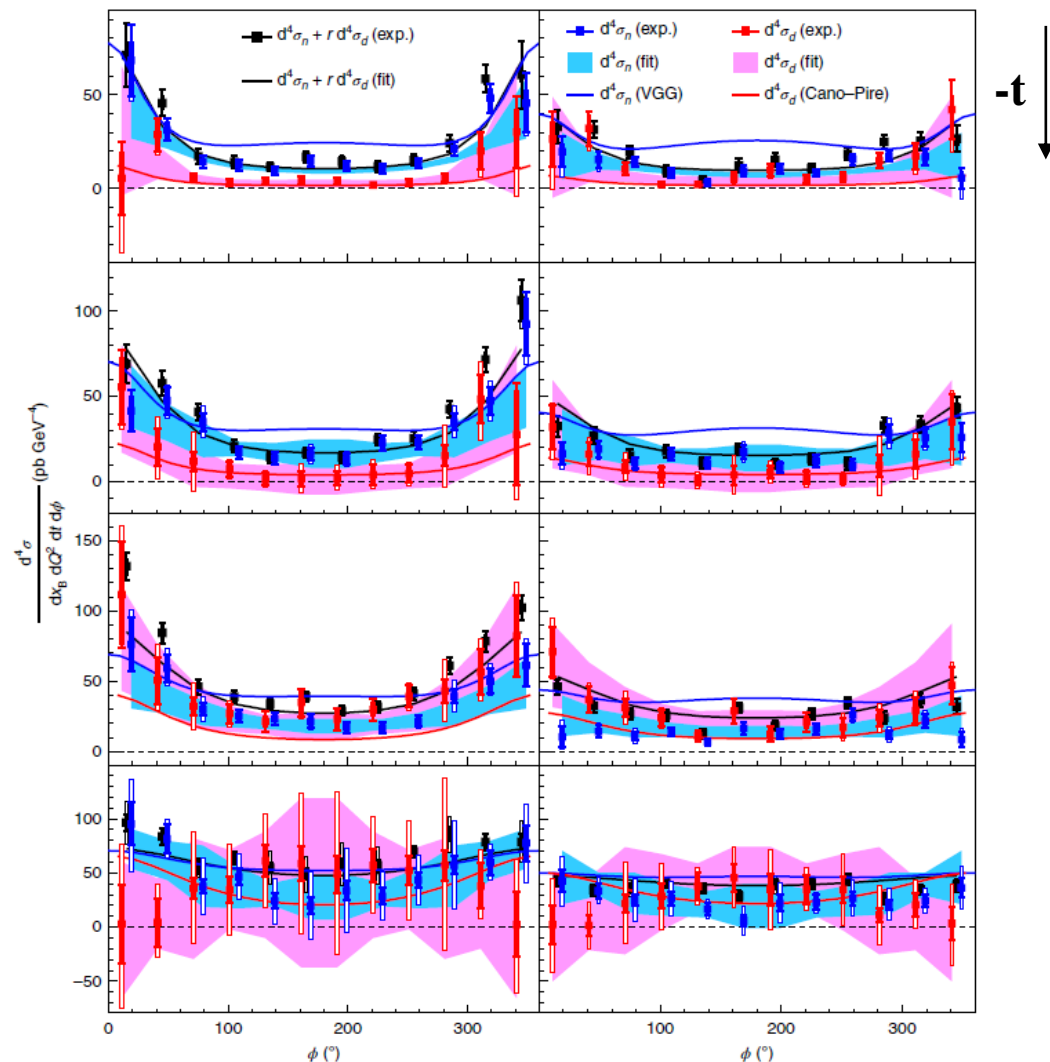 d⁴σₙ + r d⁴σ_d (exp.)
d⁴σₙ + r d⁴σ_d (fit)
d⁴σₙ (exp.)
d⁴σₙ (fit)
d⁴σₙ (VGG)
d⁴σ_d (exp.)
d⁴σ_d (fit)
d⁴σ_d (Cano–Pire)
-t
50
0
100
50
0
150
100
50
0
100
50
0
−50
d⁴σ
dx_B dQ² dt dϕ
(pb GeV⁻⁴)
0 100 200 300
100 200 300
ϕ (°)
ϕ (°)